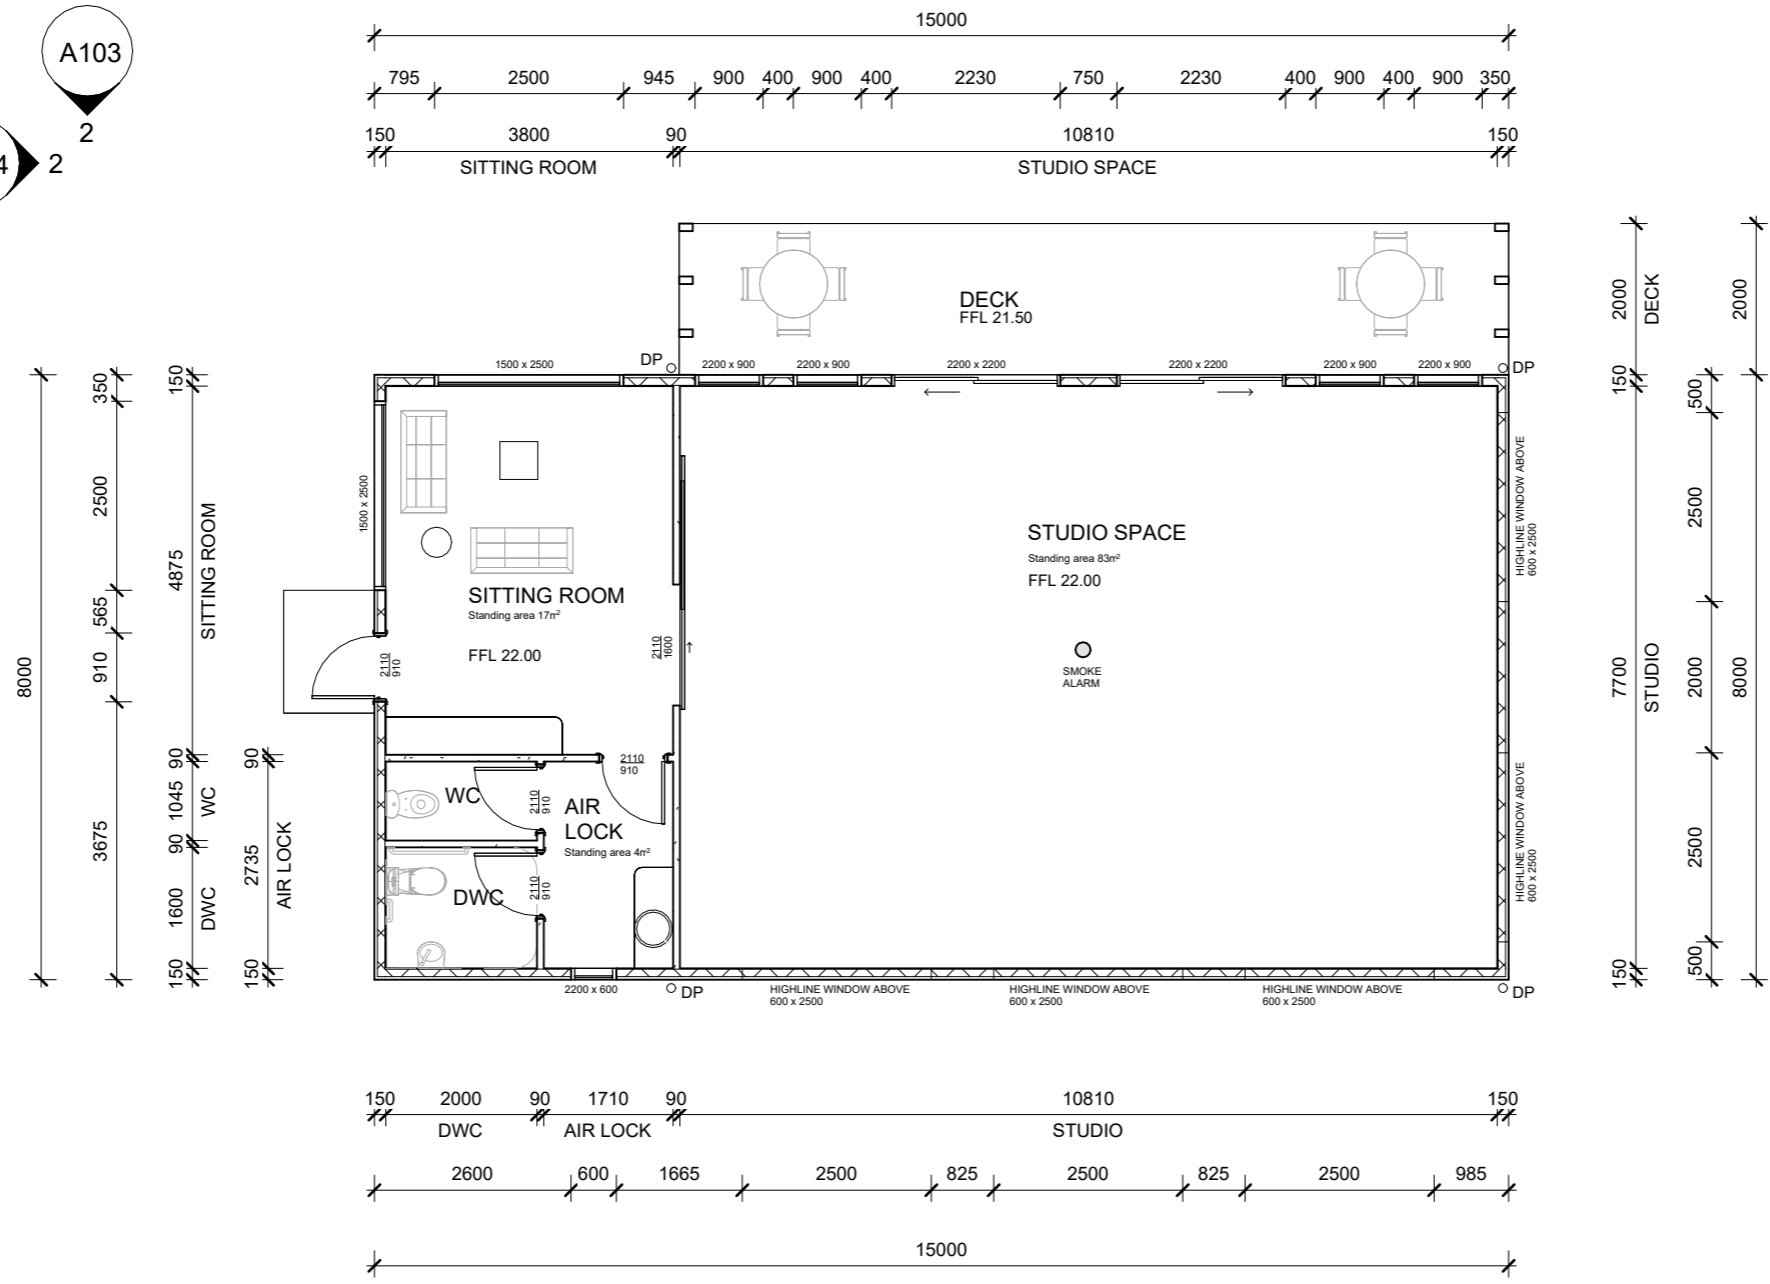 A103
2
4
2
15000
795 2500 945 900 400 900 400 2230 750 2230 400 900 400 900 350
150 3800 90 10810 150
SITTING ROOM STUDIO SPACE
DECK
FFL 21.50
2000
DECK
2000
DP
DP
1500 x 2500
2200 x 900
2200 x 900
2200 x 2200
2200 x 2200
2200 x 900
2200 x 900
8000
350
2500
565
910
3675
150
4875
SITTING ROOM
90
1045
WC
90
1600
DWC
150
90
2735
AIR LOCK
150
1500 x 2500
SITTING ROOM
Standing area 17m²
FFL 22.00
2110
910
2110
1600
2110
910
STUDIO SPACE
Standing area 83m²
FFL 22.00
SMOKE
ALARM
HIGHLINE WINDOW ABOVE
600 x 2500
HIGHLINE WINDOW ABOVE
600 x 2500
WC
2110
910
AIR
LOCK
Standing area 4m²
DWC
2110
910
150
7700
STUDIO
150
500
2500
2000
2500
500
8000
2200 x 600
DP
HIGHLINE WINDOW ABOVE
600 x 2500
HIGHLINE WINDOW ABOVE
600 x 2500
HIGHLINE WINDOW ABOVE
600 x 2500
DP
150 2000 90 1710 90 10810 150
DWC AIR LOCK STUDIO
2600 600 1665 2500 825 2500 825 2500 985
15000